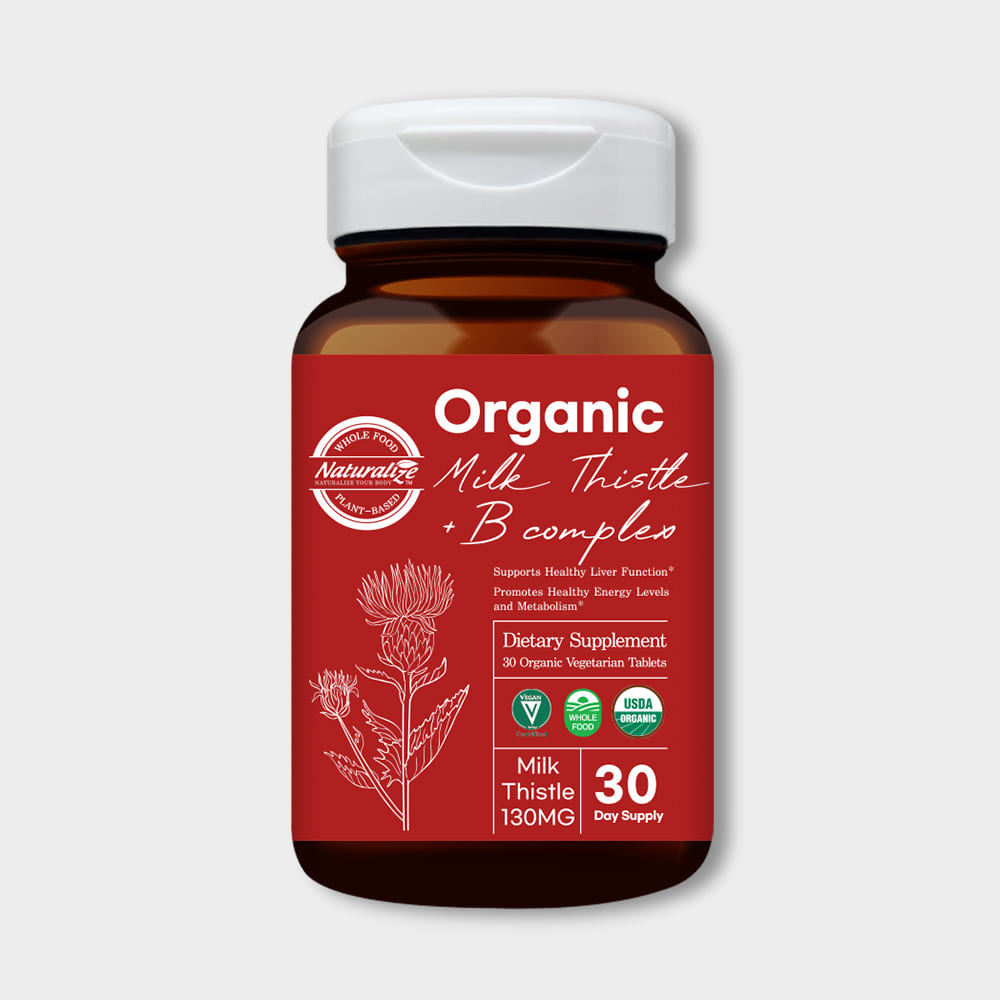 Organic
Milk Thistle
+ B complex
WHOLE FOOD
Naturalize
NATURALIZE YOUR BODY™
PLANT-BASED
Supports Healthy Liver Function*
Promotes Healthy Energy Levels
and Metabolism*
Dietary Supplement
30 Organic Vegetarian Tablets
VEGAN
V
Certified
WHOLE
FOOD
USDA
ORGANIC
Milk
Thistle
130MG
30
Day Supply